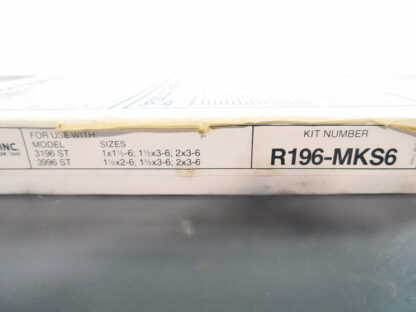 INC.
FOR USE WITH
MODEL SIZES
3196 ST 1x1½-6; 1½x3-6; 2x3-6
3996 ST 1½x2-6; 1½x3-6; 2x3-6
KIT NUMBER
R196-MKS6